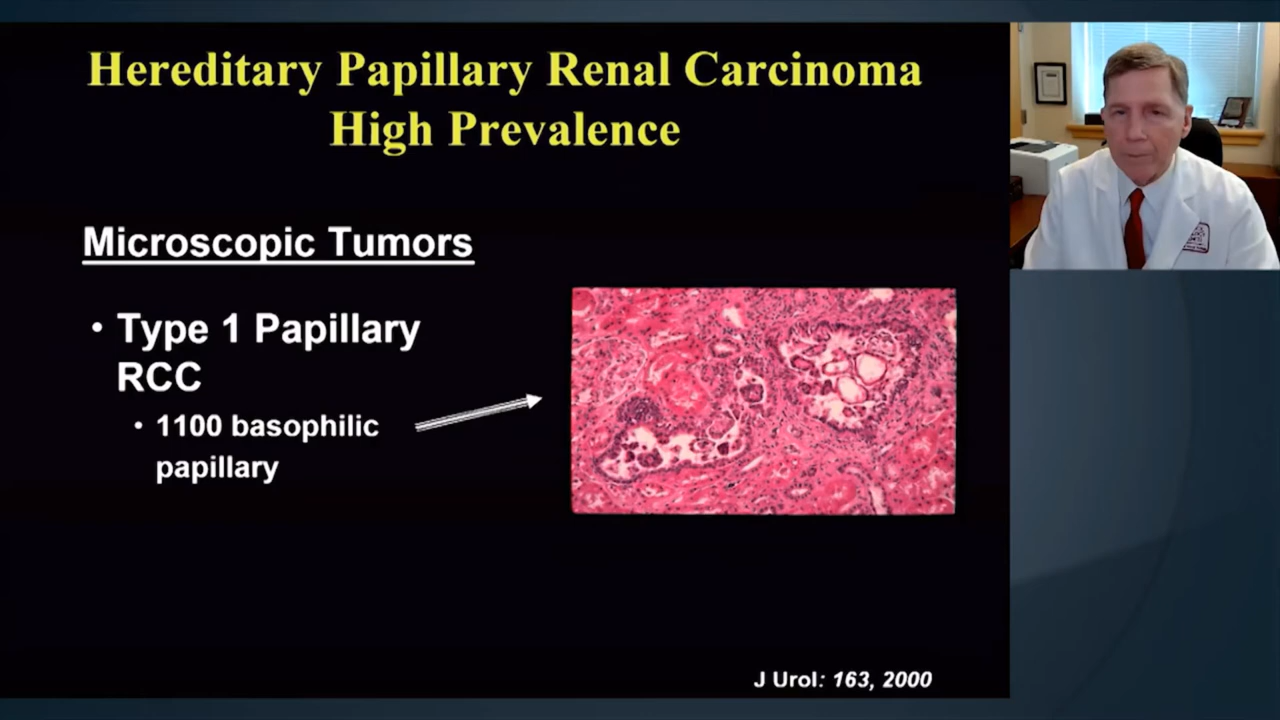 Hereditary Papillary Renal Carcinoma
High Prevalence
Microscopic Tumors
• Type 1 Papillary
RCC
• 1100 basophilic
papillary
J Urol: 163, 2000